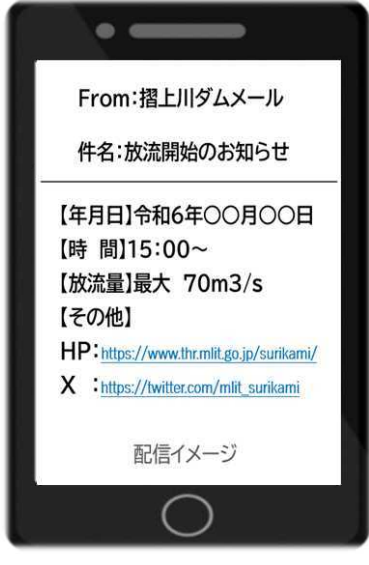 From:摺上川ダムメール
件名:放流開始のお知らせ
【年月日】令和6年〇〇月〇〇日
【時 間】15:00~
【放流量】最大 70m3/s
【その他】
HP:https://www.thr.mlit.go.jp/surikami/
X :https://twitter.com/mlit_surikami
配信イメージ